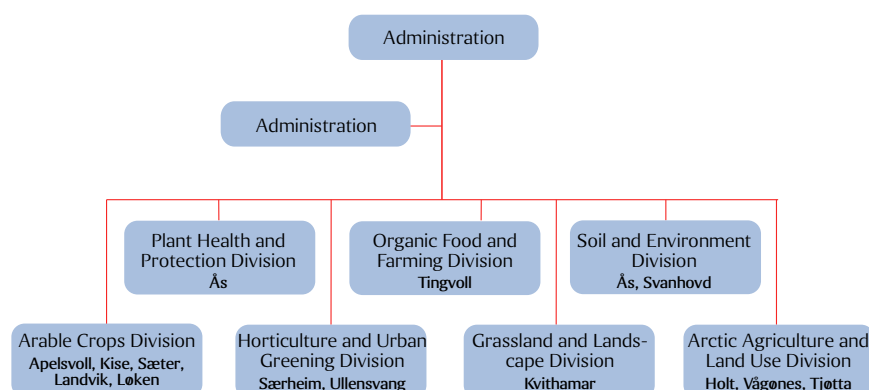 Administration
Administration
Plant Health and
Protection Division
Ås
Organic Food and
Farming Division
Tingvoll
Soil and Environment
Division
Ås, Svanhovd
Arable Crops Division
Apelsvoll, Kise, Sæter,
Landvik, Løken
Horticulture and Urban
Greening Division
Særheim, Ullensvang
Grassland and Lands-
cape Division
Kvithamar
Arctic Agriculture and
Land Use Division
Holt, Vågønes, Tjøtta